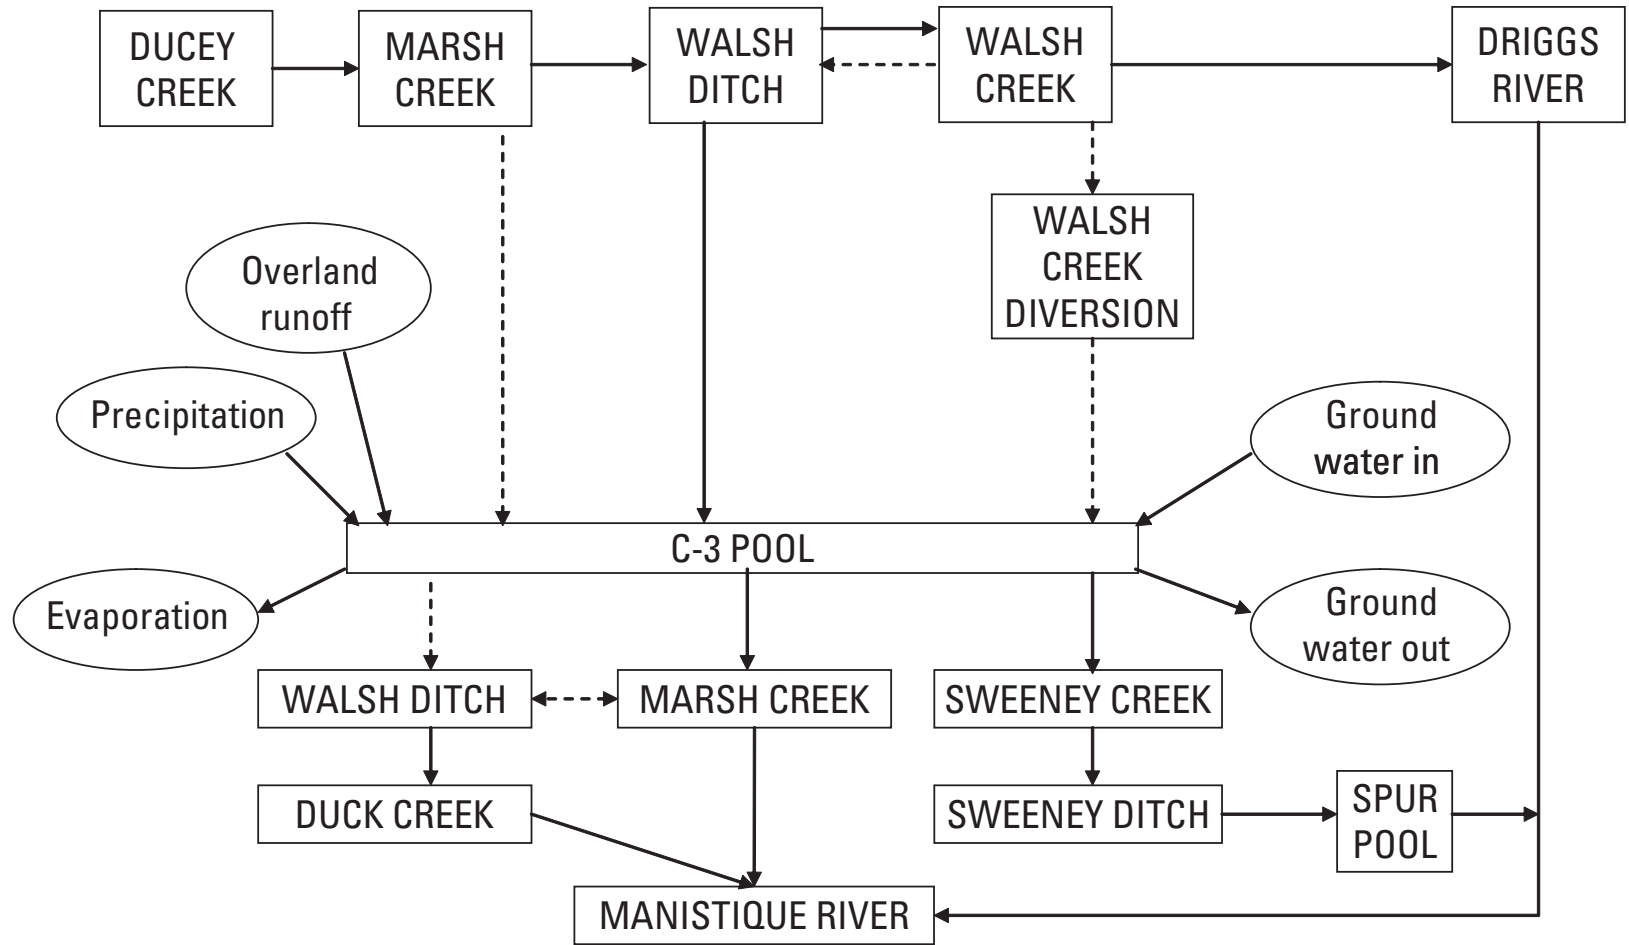 DUCEY
CREEK
MARSH
CREEK
WALSH
DITCH
WALSH
CREEK
DRIGGS
RIVER
WALSH
CREEK
DIVERSION
Overland
runoff
Precipitation
Ground
water in
C-3 POOL
Evaporation
Ground
water out
WALSH DITCH
MARSH CREEK
SWEENEY CREEK
DUCK CREEK
SWEENEY DITCH
SPUR
POOL
MANISTIQUE RIVER